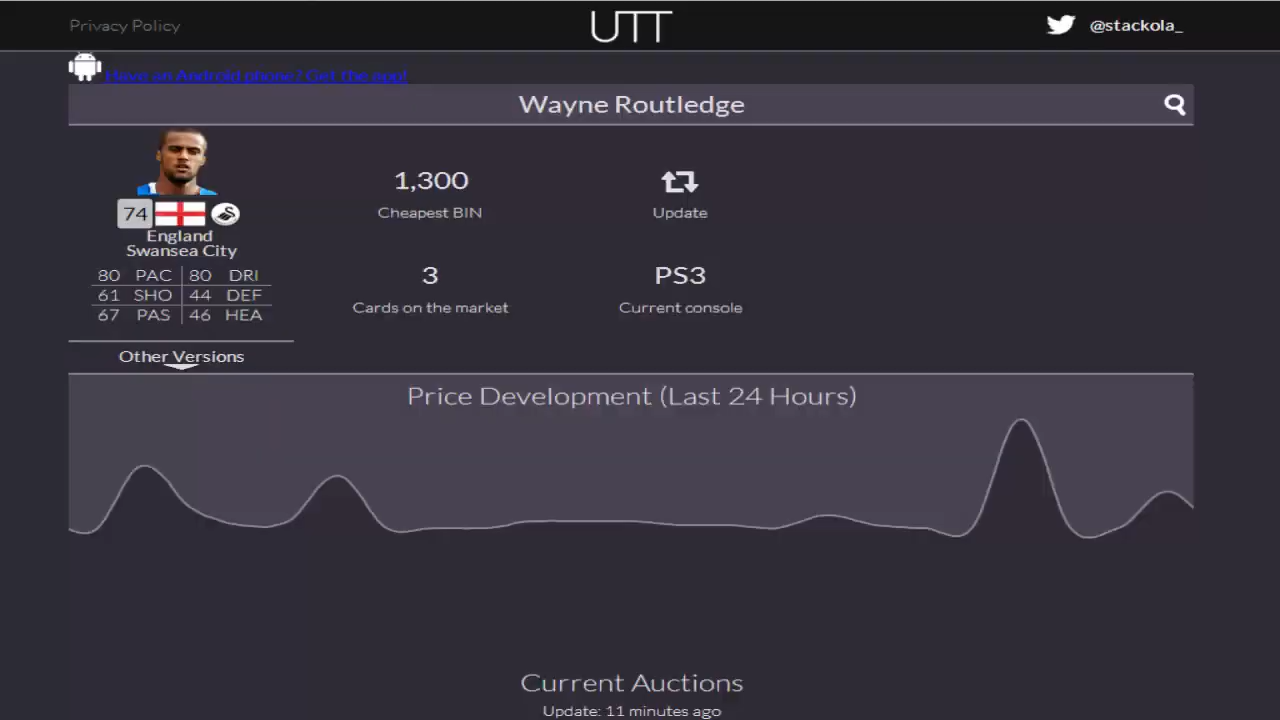 Privacy Policy
UTT
@stackola_
Have an Android phone? Get the app!
Wayne Routledge
74
England
Swansea City
80 PAC 80 DRI
61 SHO 44 DEF
67 PAS 46 HEA
Other Versions
1,300
Cheapest BIN
Update
3
Cards on the market
PS3
Current console
Price Development (Last 24 Hours)
Current Auctions
Update: 11 minutes ago